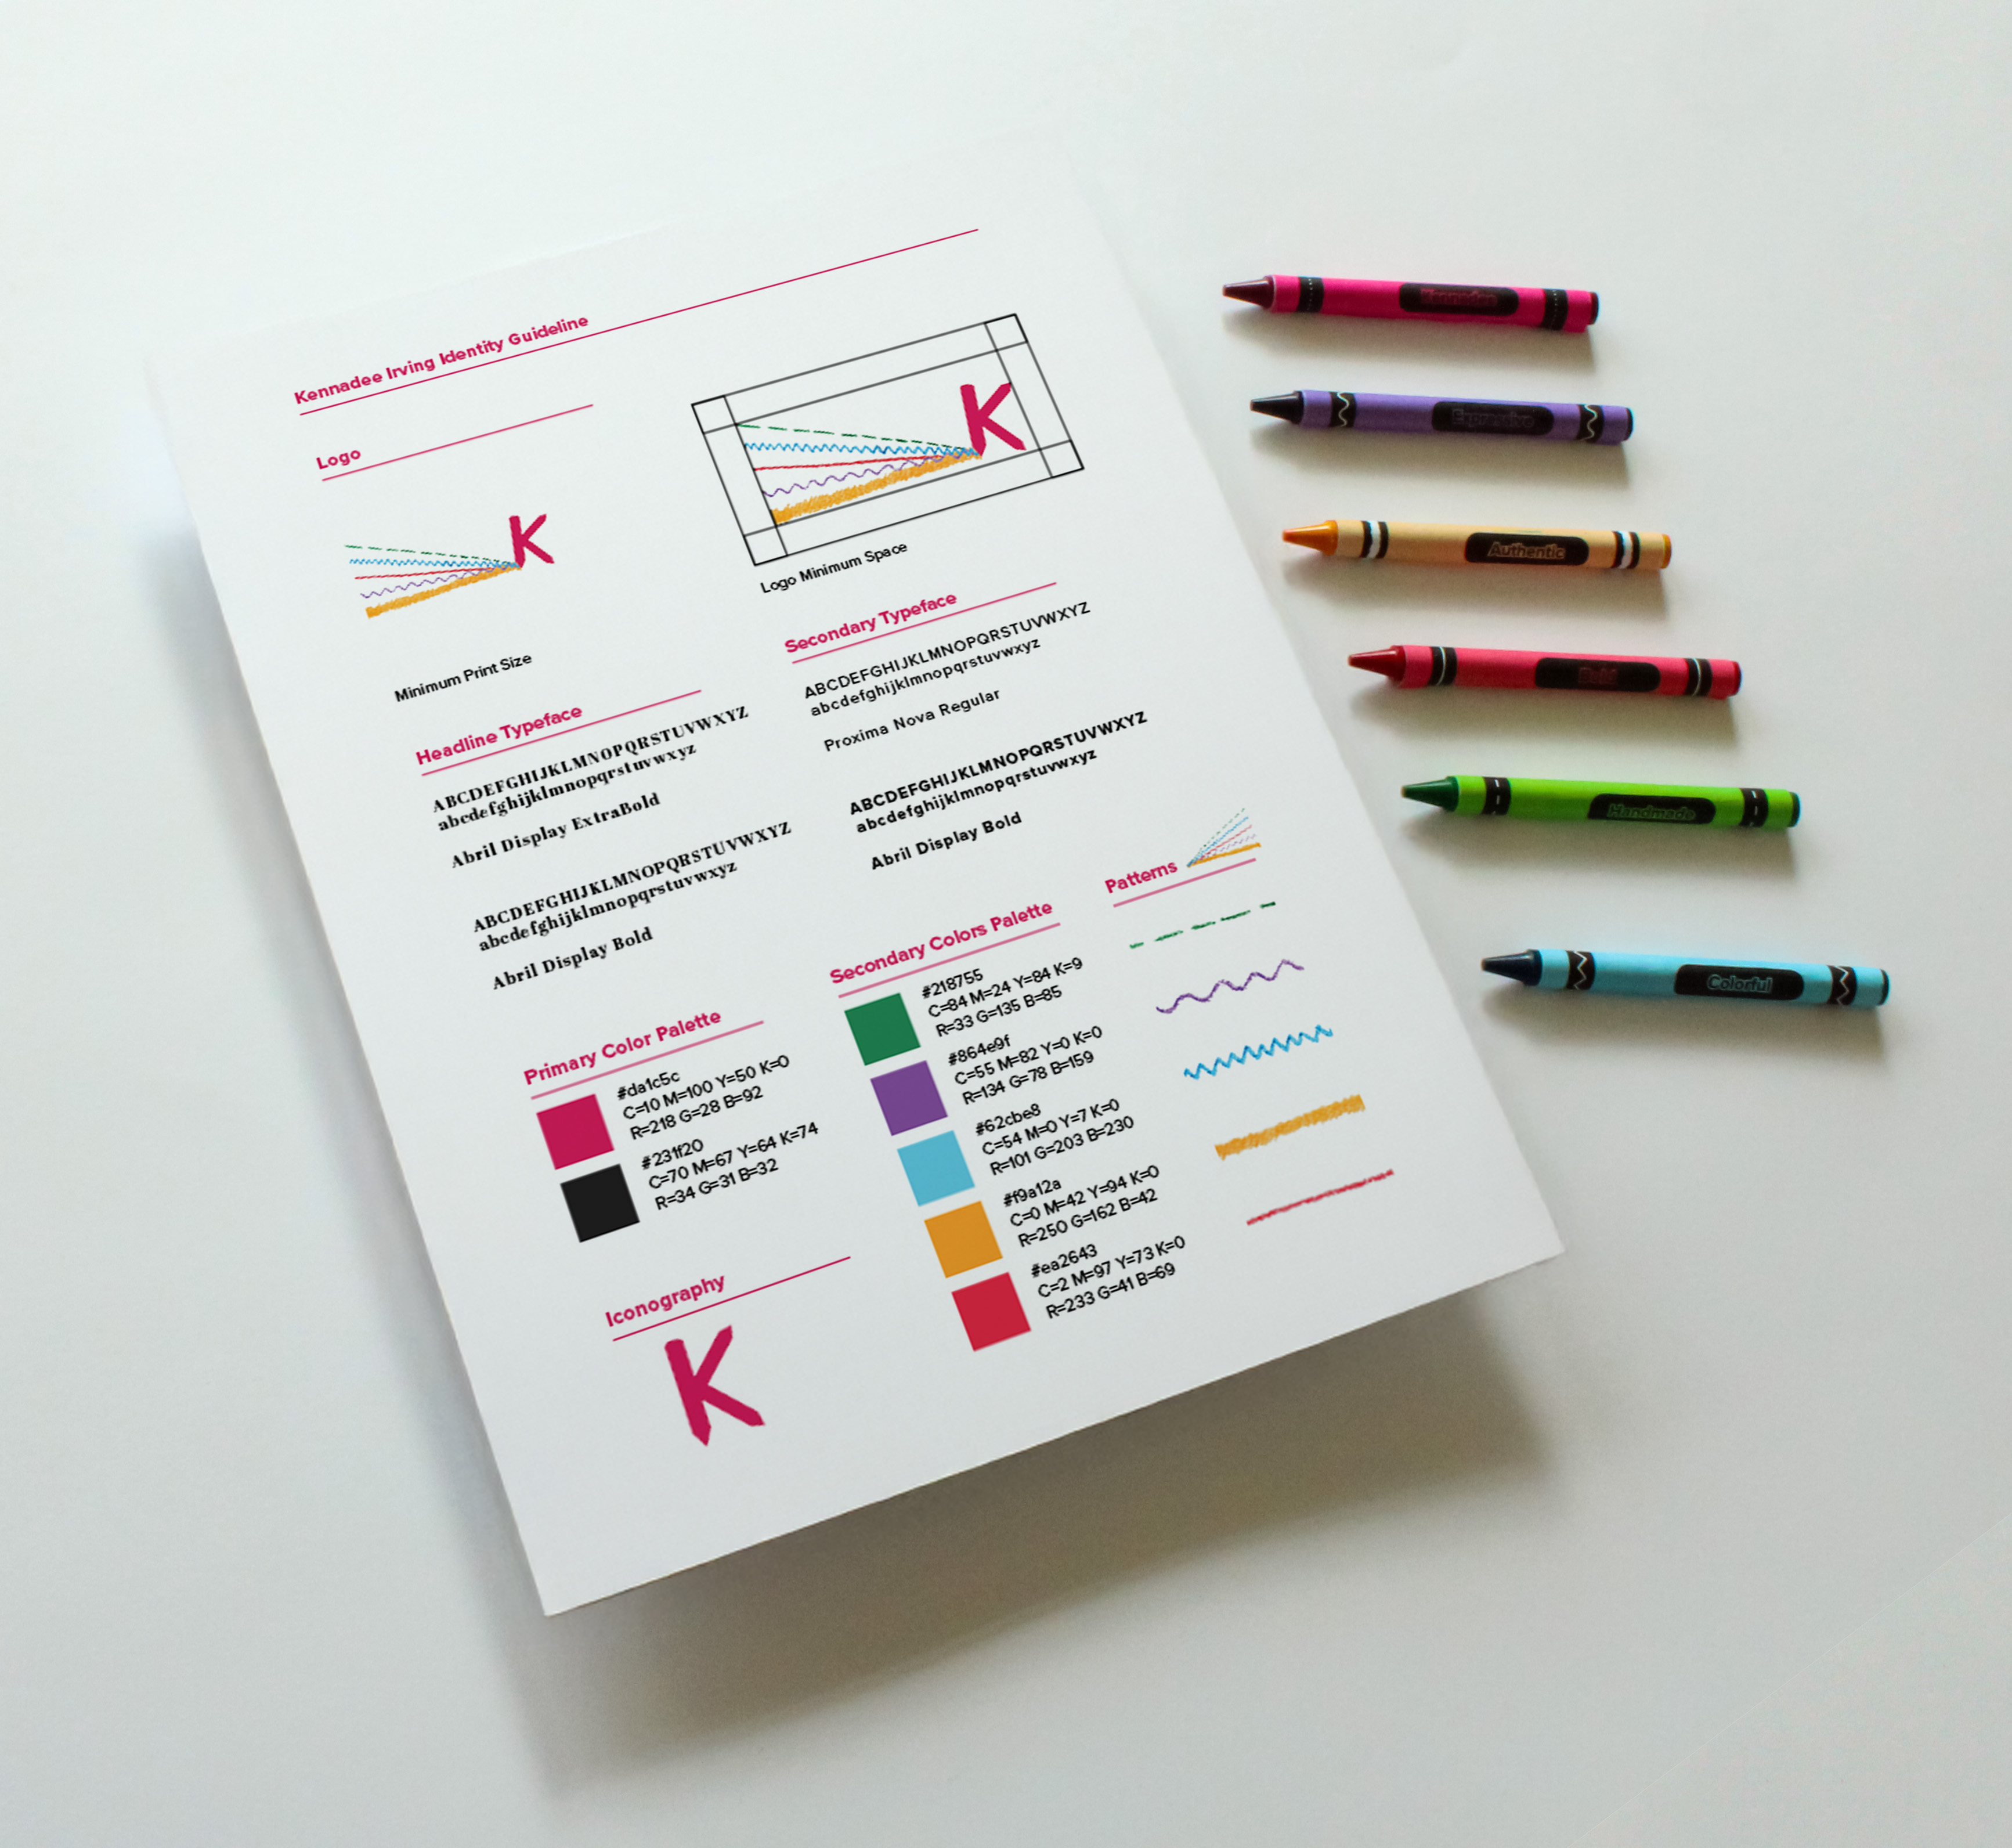 Kennadee Irving Identity Guideline
Logo
K
Minimum Print Size
K
Logo Minimum Space
Headline Typeface
ABCDEFGHIJKLMNOPQRSTUVWXYZ
abcdefghijklmnopqrstuvwxyz
Abril Display ExtraBold
ABCDEFGHIJKLMNOPQRSTUVWXYZ
abcdefghijklmnopqrstuvwxyz
Abril Display Bold
Secondary Typeface
ABCDEFGHIJKLMNOPQRSTUVWXYZ
abcdefghijklmnopqrstuvwxyz
Proxima Nova Regular
ABCDEFGHIJKLMNOPQRSTUVWXYZ
abcdefghijklmnopqrstuvwxyz
Abril Display Bold
Primary Color Palette
#da1c5c
C=10 M=100 Y=50 K=0
R=218 G=28 B=92
#231f20
C=70 M=67 Y=64 K=74
R=34 G=31 B=32
Secondary Colors Palette
#218755
C=84 M=24 Y=84 K=9
R=33 G=135 B=85
#864e9f
C=55 M=82 Y=0 K=0
R=134 G=78 B=159
#62cbe8
C=54 M=0 Y=7 K=0
R=101 G=203 B=230
#f9a12a
C=0 M=42 Y=94 K=0
R=250 G=162 B=42
#ea2643
C=2 M=97 Y=73 K=0
R=233 G=41 B=69
Patterns
Iconography
K
Kennadee
Expressive
Authentic
Bold
Handmade
Colorful